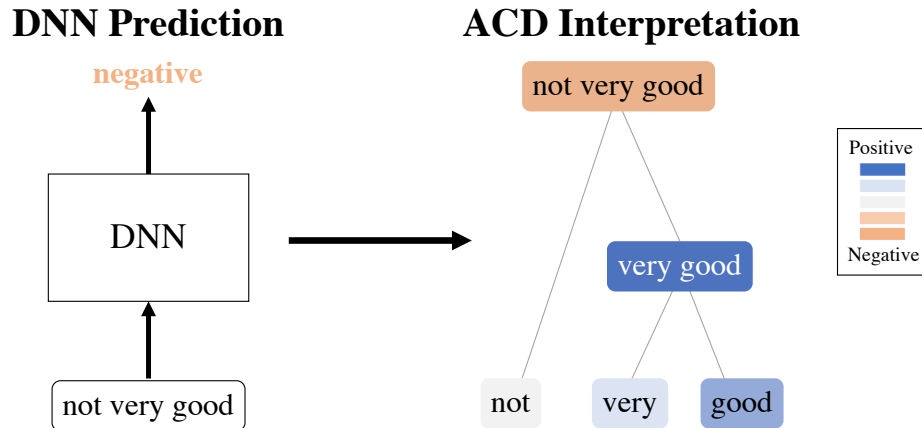 DNN Prediction
negative
DNN
not very good
ACD Interpretation
not very good
very good
not
very
good
Positive
Negative